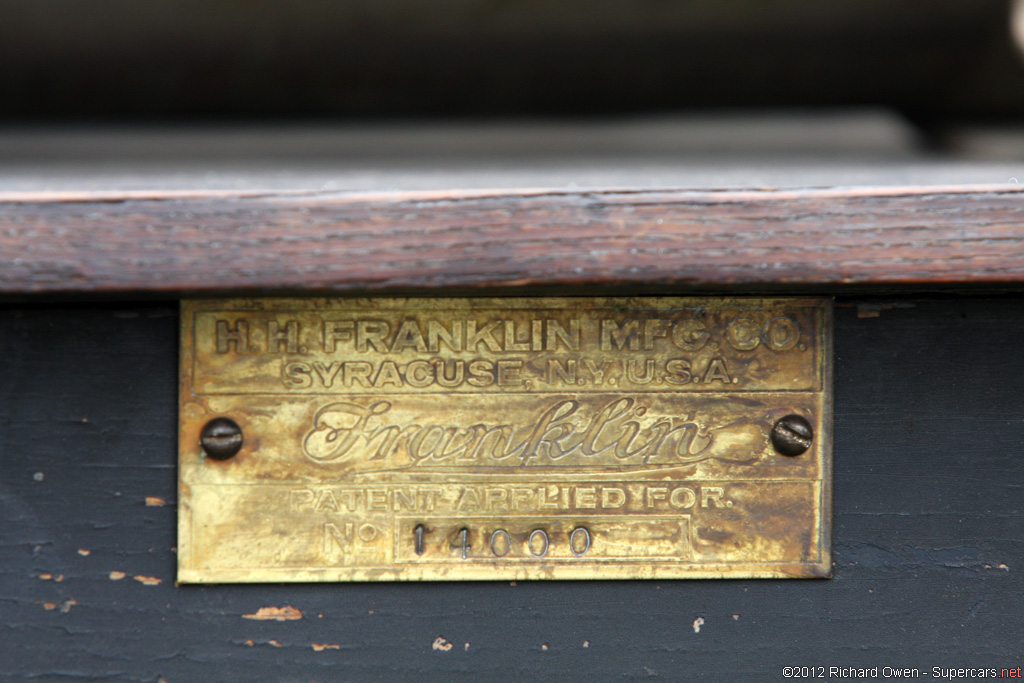 H. H. FRANKLIN MFG. CO.
SYRACUSE, N.Y. U.S.A.
Franklin
PATENT APPLIED FOR.
Nº 14000
©2012 Richard Owen - Supercars.net